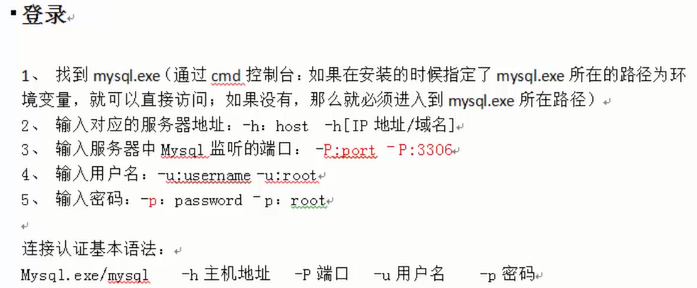 登录
1、 找到 mysql.exe（通过 cmd 控制台：如果在安装的时候指定了 mysql.exe 所在的路径为环
境变量，就可以直接访问；如果没有，那么就必须进入到 mysql.exe 所在路径）
2、 输入对应的服务器地址：-h：host -h[IP 地址/域名]
3、 输入服务器中 Mysql 监听的端口： -P:port –P:3306
4、 输入用户名：-u:username -u:root
5、 输入密码：-p：password –p：root
连接认证基本语法：
Mysql.exe/mysql -h 主机地址 -P 端口 -u 用户名 -p 密码